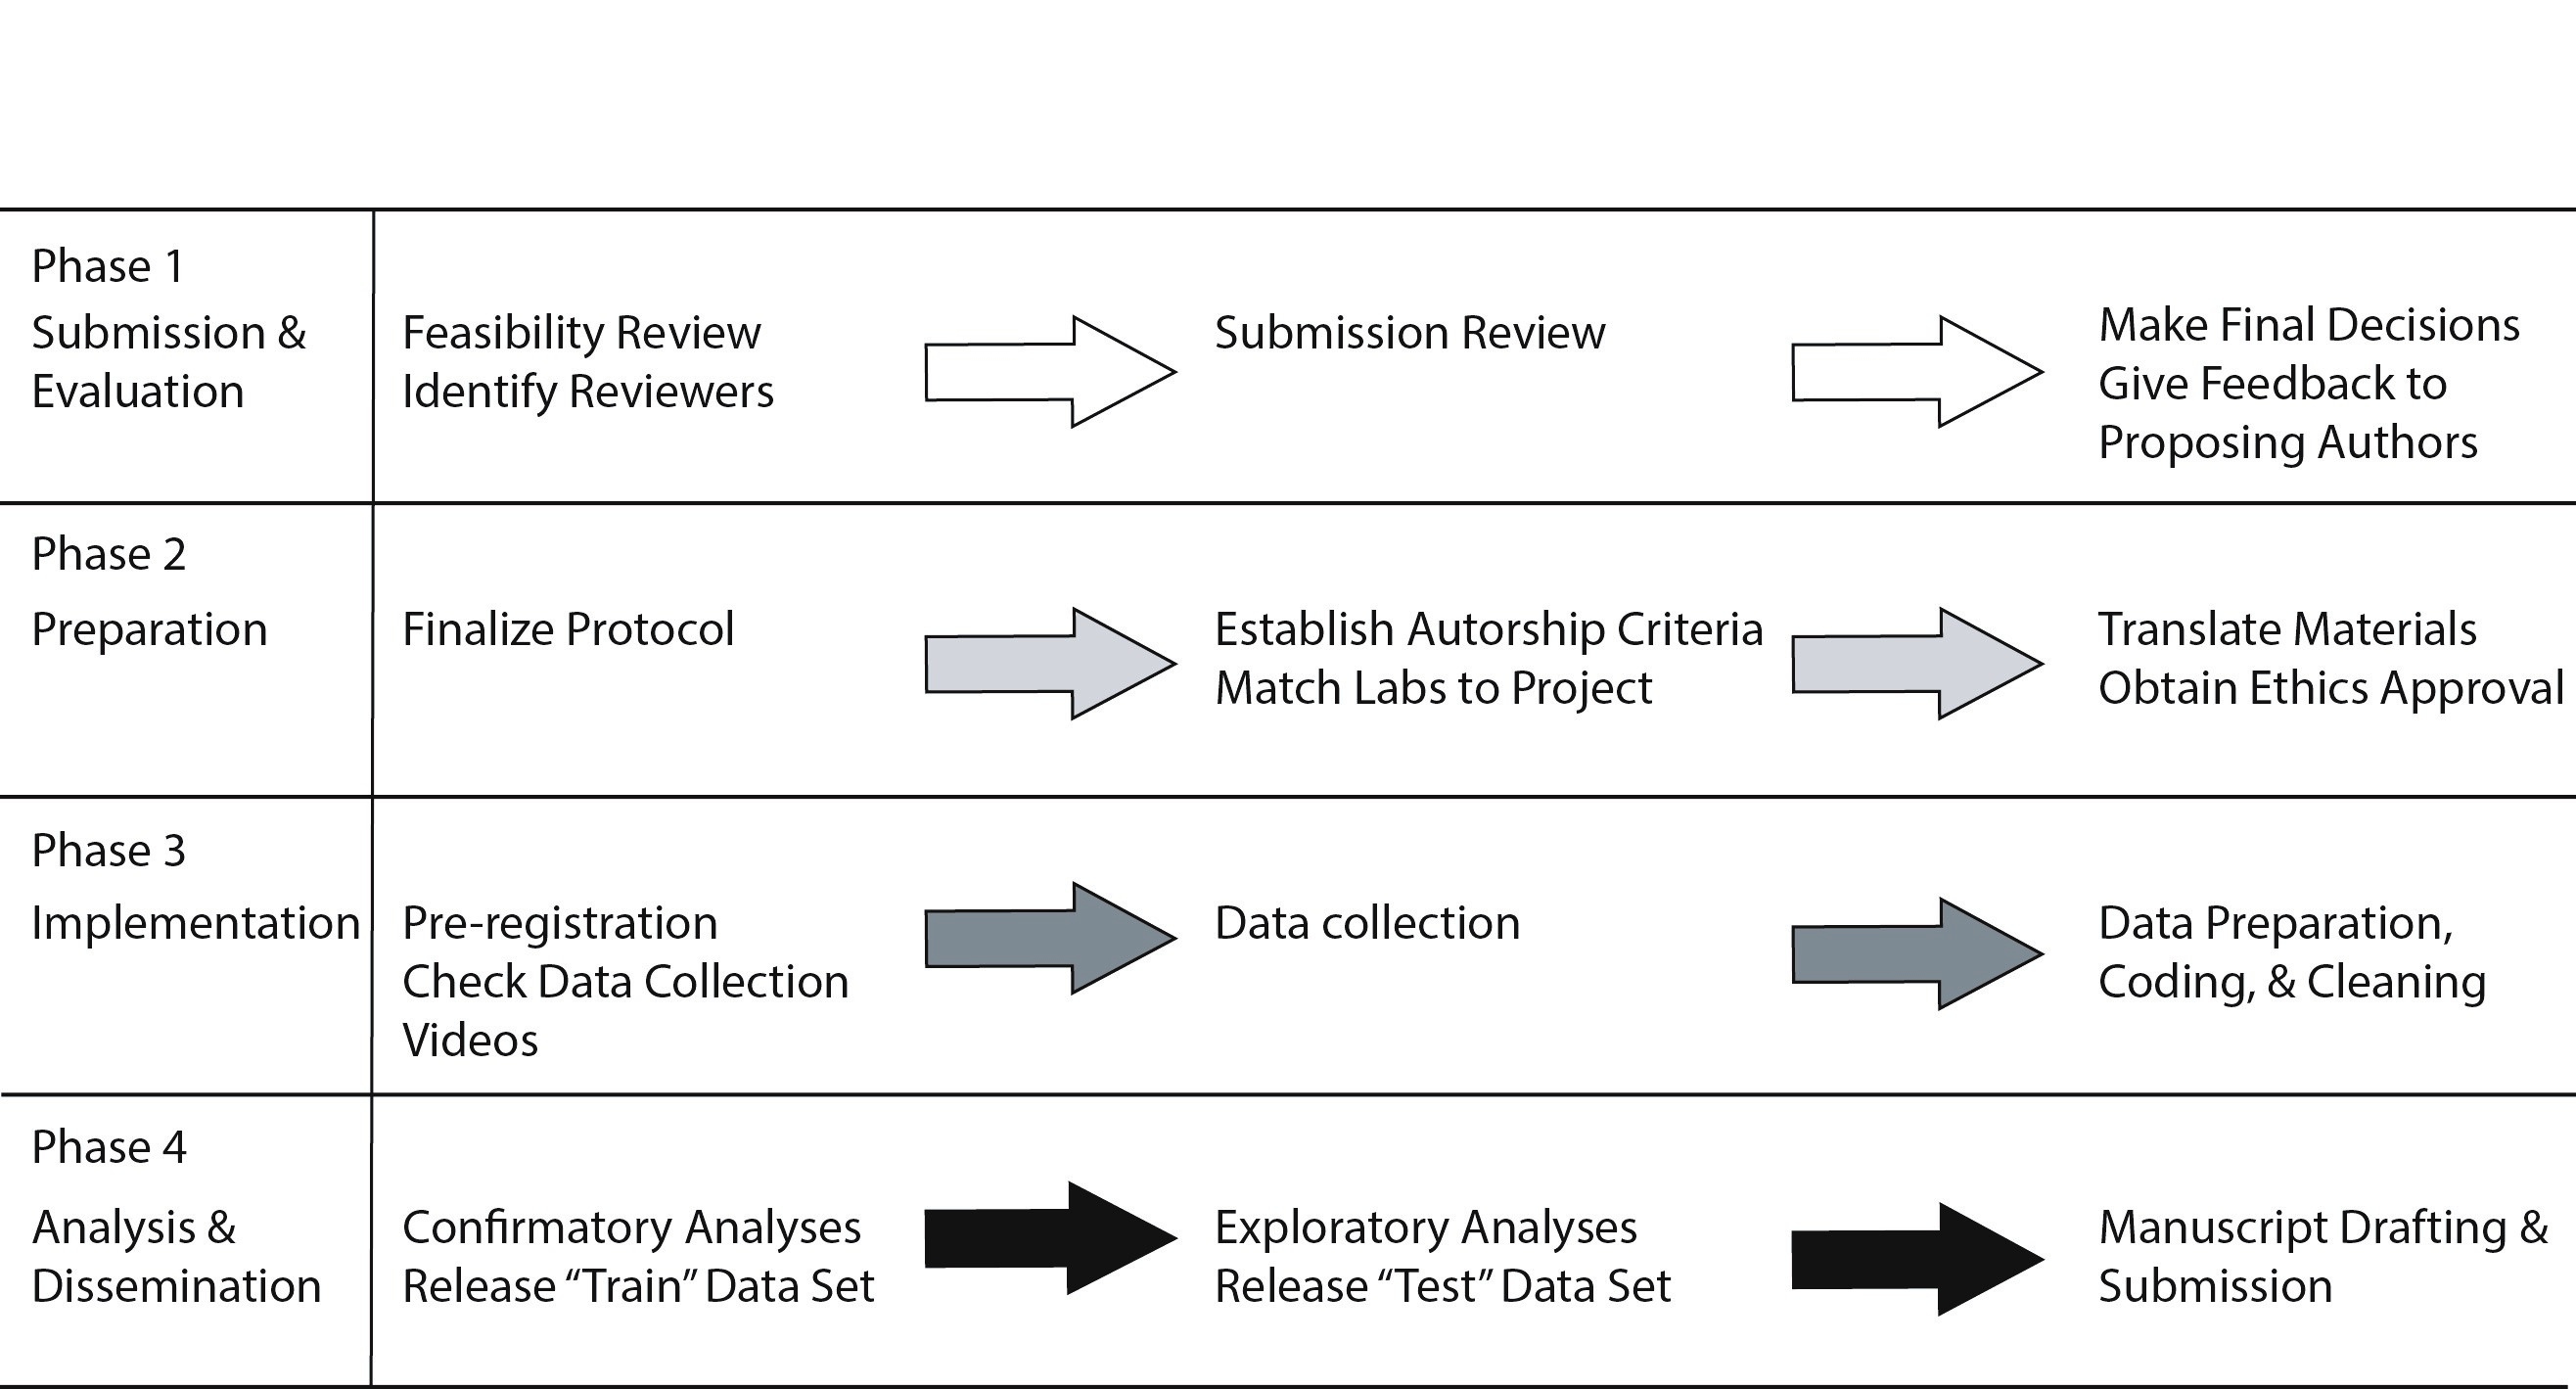 Phase 1
Submission &
Evaluation
Feasibility Review
Identify Reviewers
Submission Review
Make Final Decisions
Give Feedback to
Proposing Authors
Phase 2
Preparation
Finalize Protocol
Establish Autorship Criteria
Match Labs to Project
Translate Materials
Obtain Ethics Approval
Phase 3
Implementation
Pre-registration
Check Data Collection
Videos
Data collection
Data Preparation,
Coding, & Cleaning
Phase 4
Analysis &
Dissemination
Confirmatory Analyses
Release “Train” Data Set
Exploratory Analyses
Release “Test” Data Set
Manuscript Drafting &
Submission